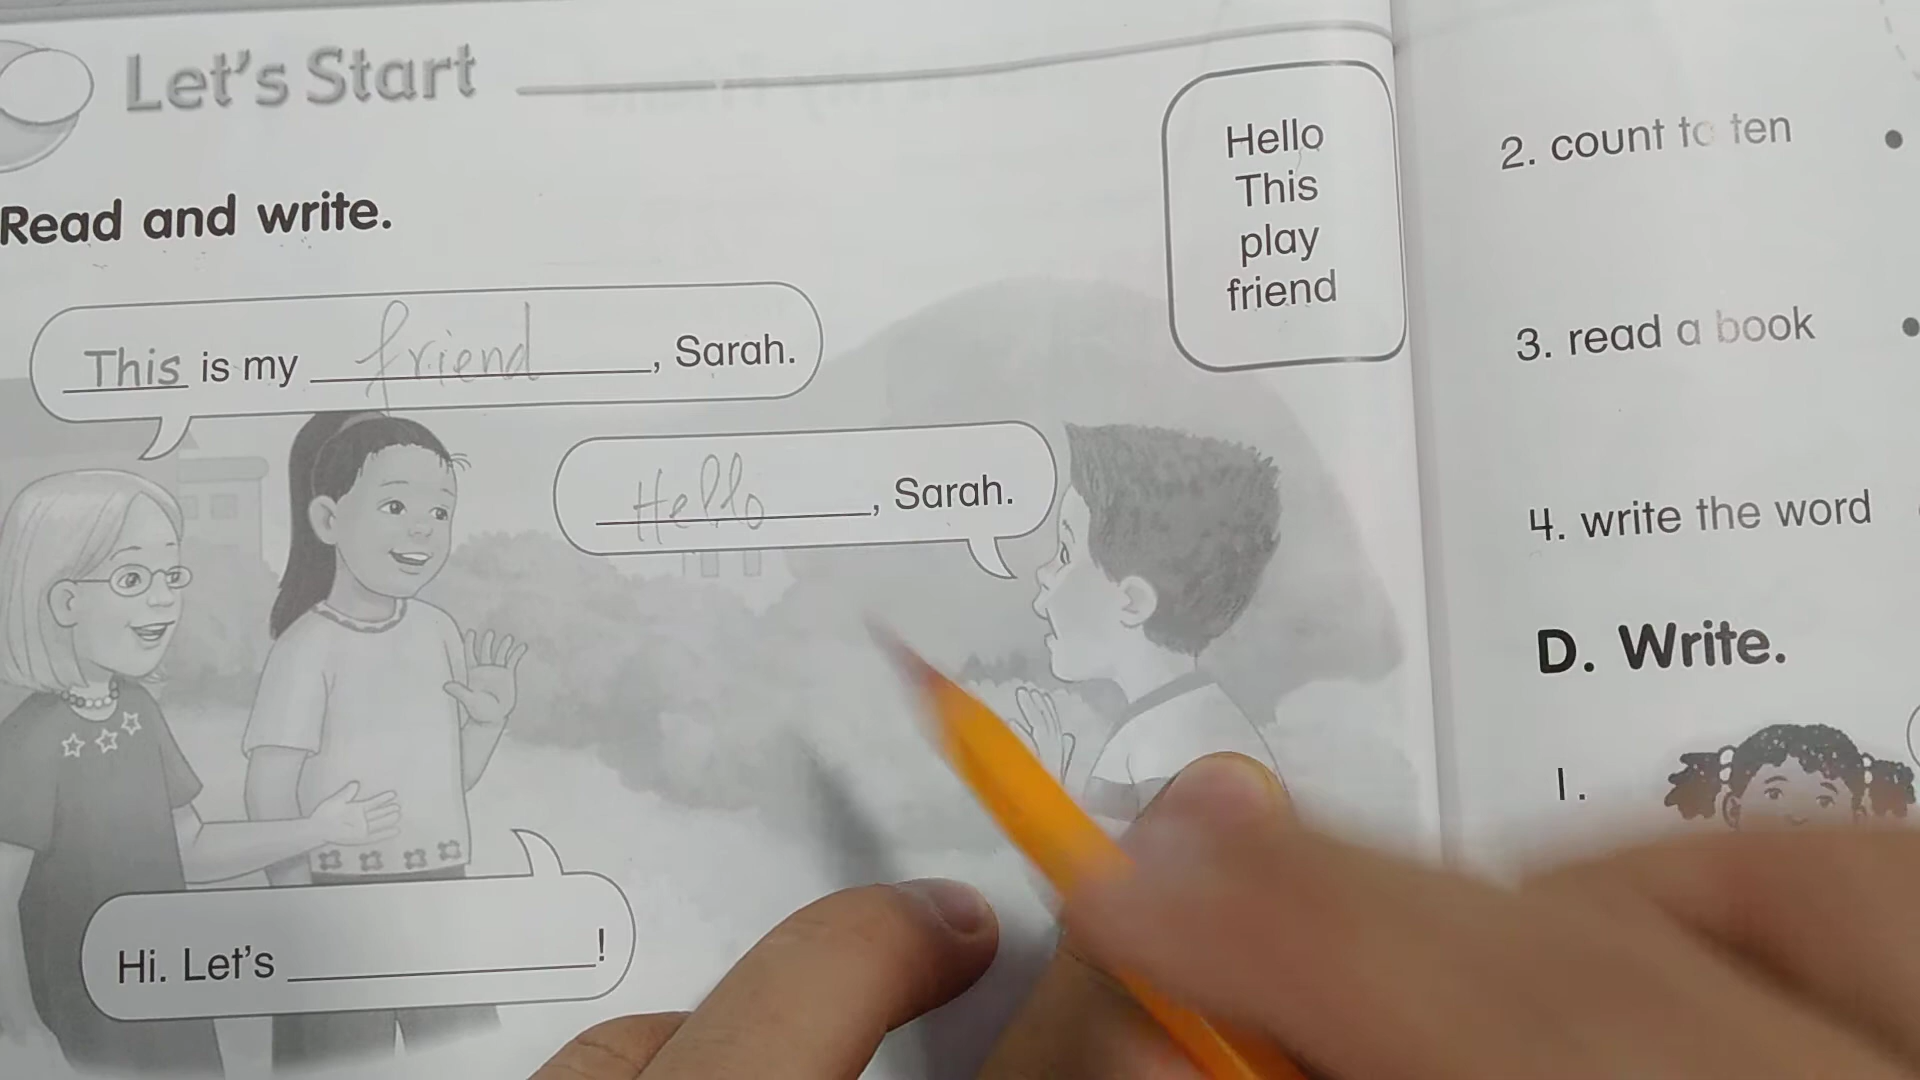 Let's Start
Read and write.
Hello
This
play
friend
This is my friend, Sarah.
Hello, Sarah.
Hi. Let's ____________!
2. count to ten
3. read a book
4. write the word
D. Write.
1.